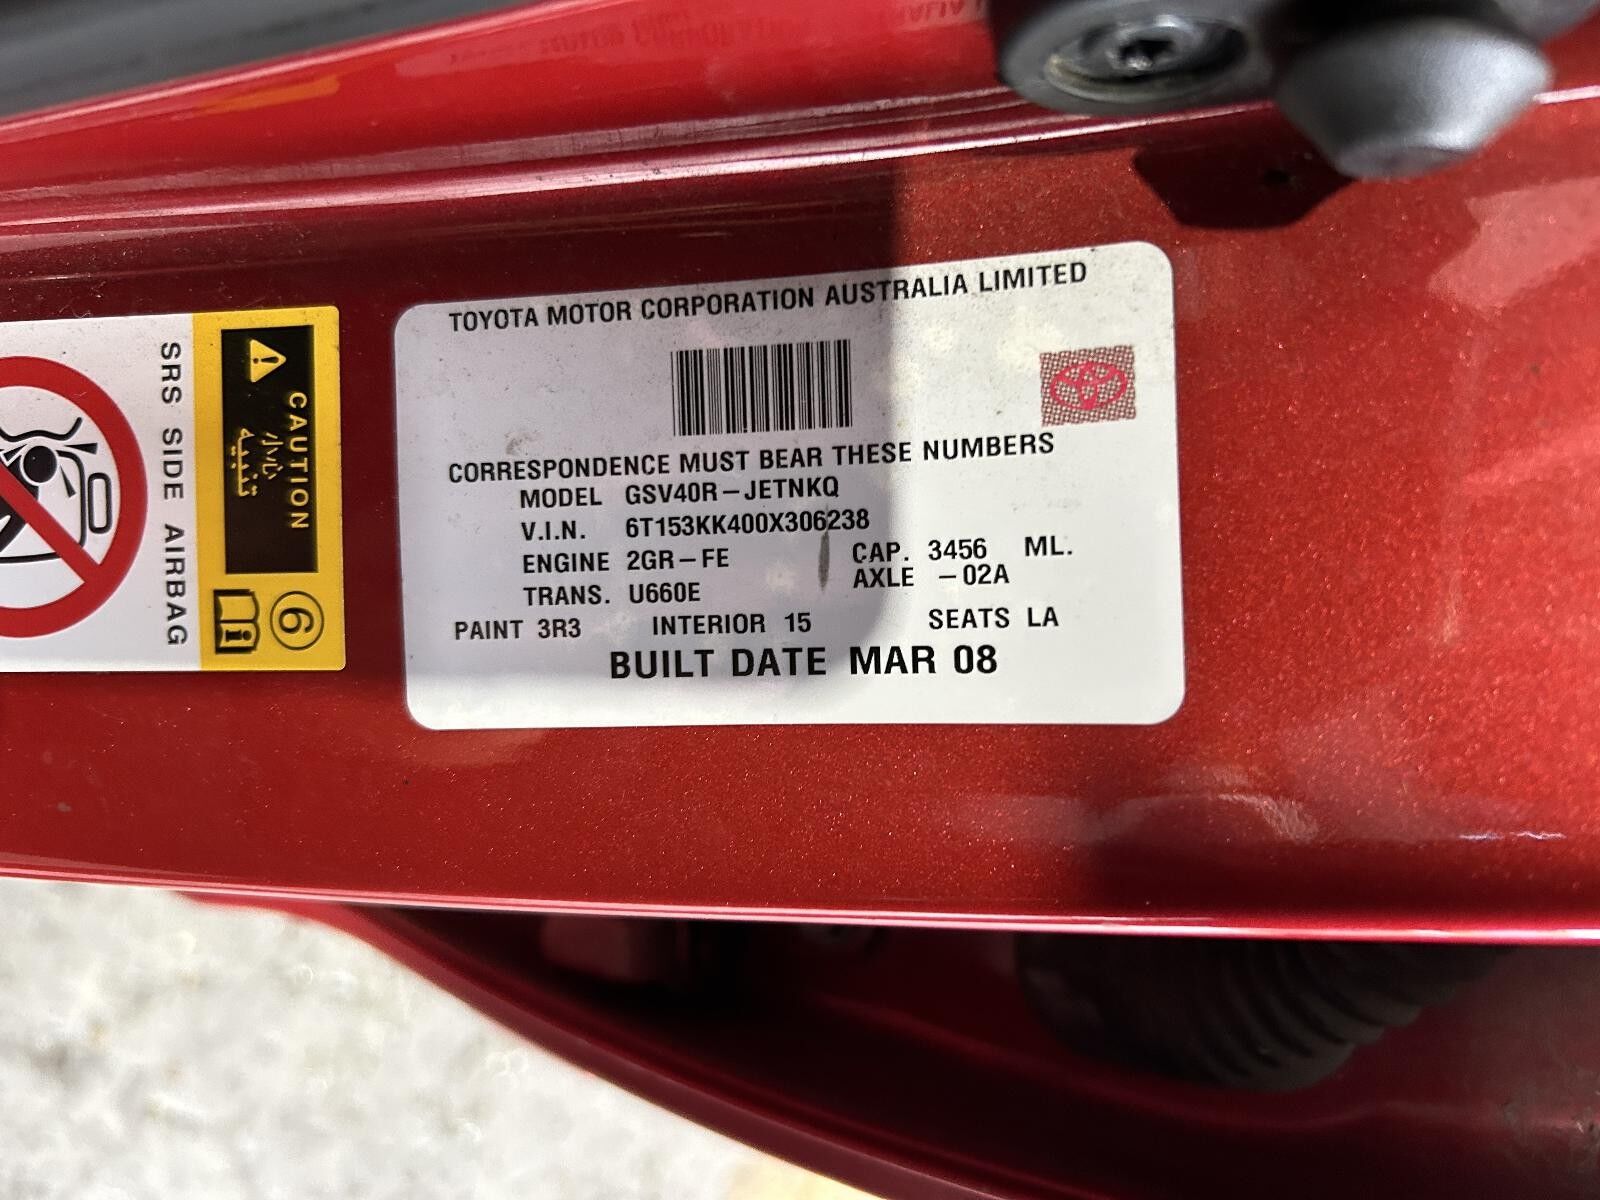 TOYOTA MOTOR CORPORATION AUSTRALIA LIMITED
CORRESPONDENCE MUST BEAR THESE NUMBERS
MODEL GSV40R-JETNKQ
V.I.N. 6T153KK400X306238
ENGINE 2GR-FE CAP. 3456 ML.
TRANS. U660E AXLE -02A
PAINT 3R3 INTERIOR 15 SEATS LA
BUILT DATE MAR 08
CAUTION
تنبيه
SRS SIDE AIRBAG
6
i